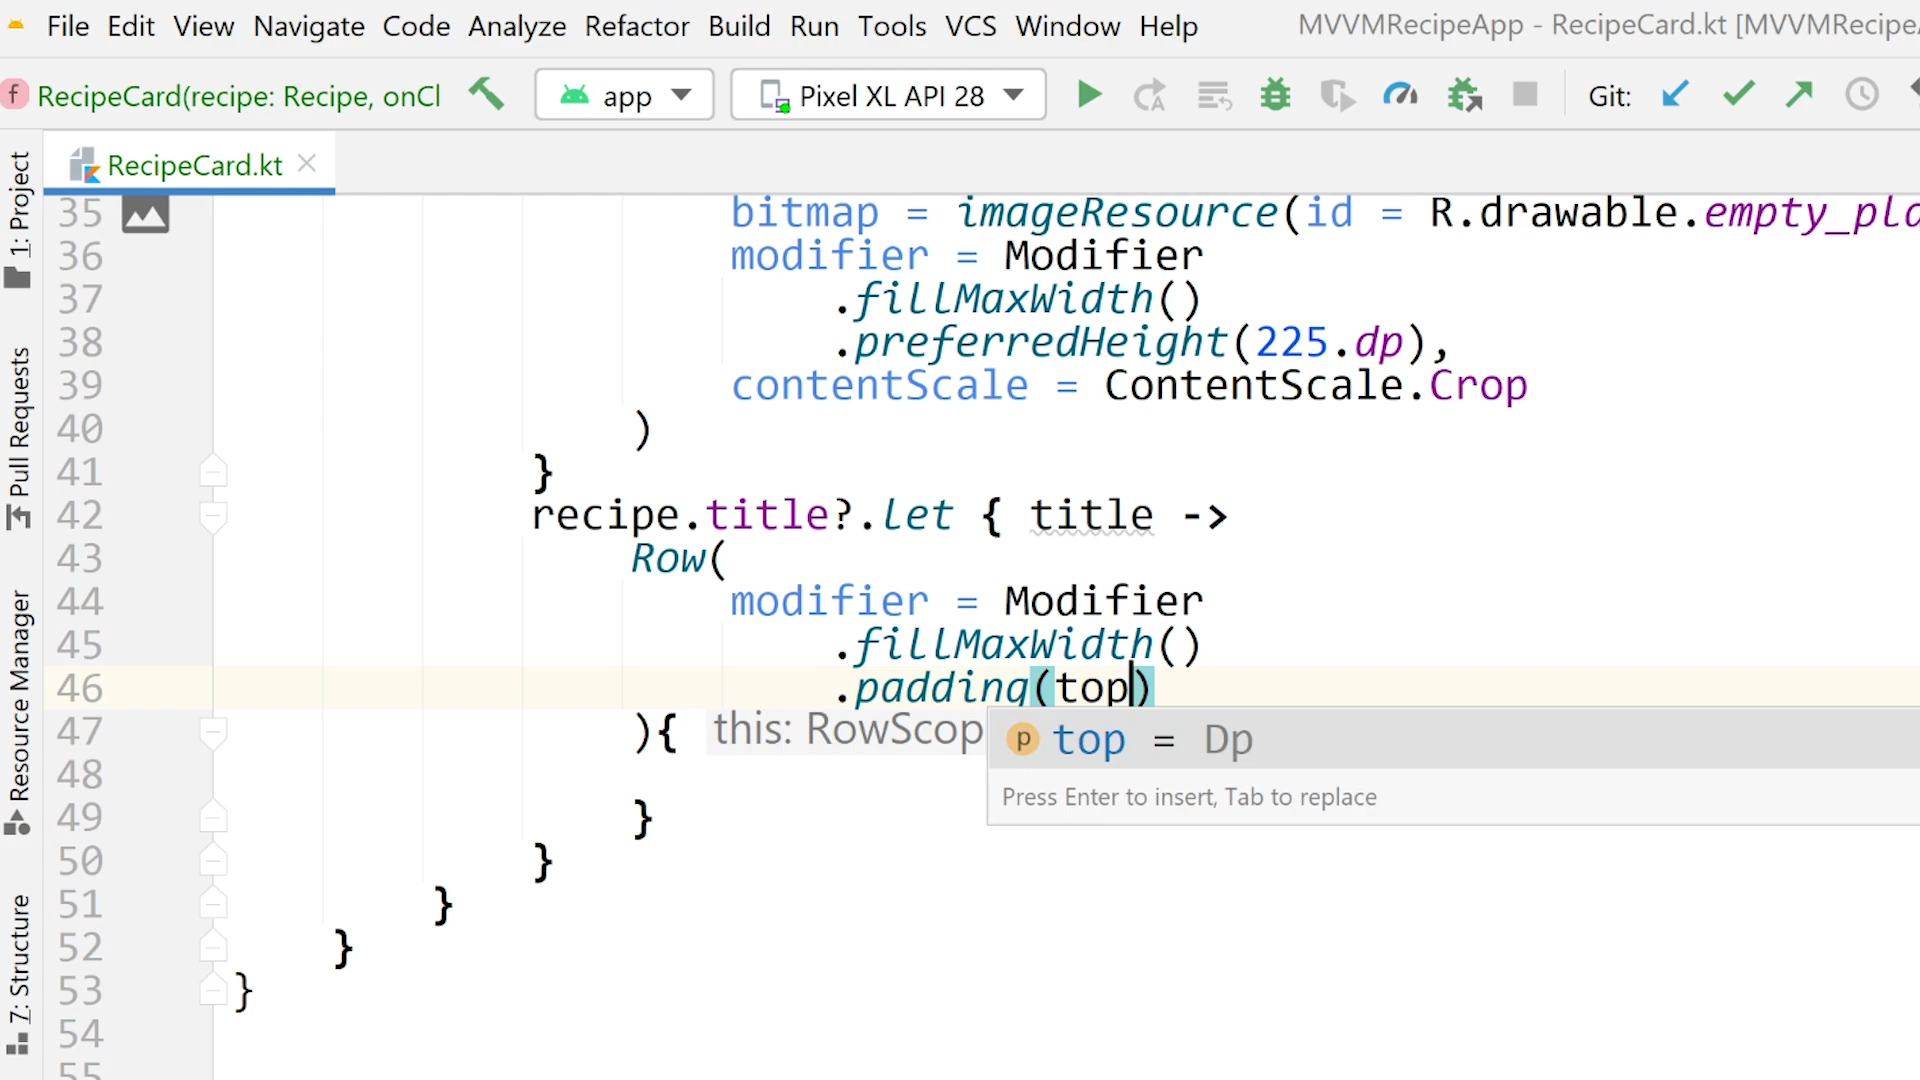 File Edit View Navigate Code Analyze Refactor Build Run Tools VCS Window Help MVVMRecipeApp - RecipeCard.kt [MVVMRecipeA
f RecipeCard(recipe: Recipe, onCl app Pixel XL API 28 Git:
RecipeCard.kt
1: Project
Pull Requests
Resource Manager
7: Structure
35 bitmap = imageResource(id = R.drawable.empty_pla
36 modifier = Modifier
37 .fillMaxWidth()
38 .preferredHeight(225.dp),
39 contentScale = ContentScale.Crop
40 )
41 }
42 recipe.title?.let { title ->
43 Row(
44 modifier = Modifier
45 .fillMaxWidth()
46 .padding(top)
47 ){ this: RowScop
p top = Dp
48
Press Enter to insert, Tab to replace
49 }
50 }
51 }
52 }
53 }
54
55